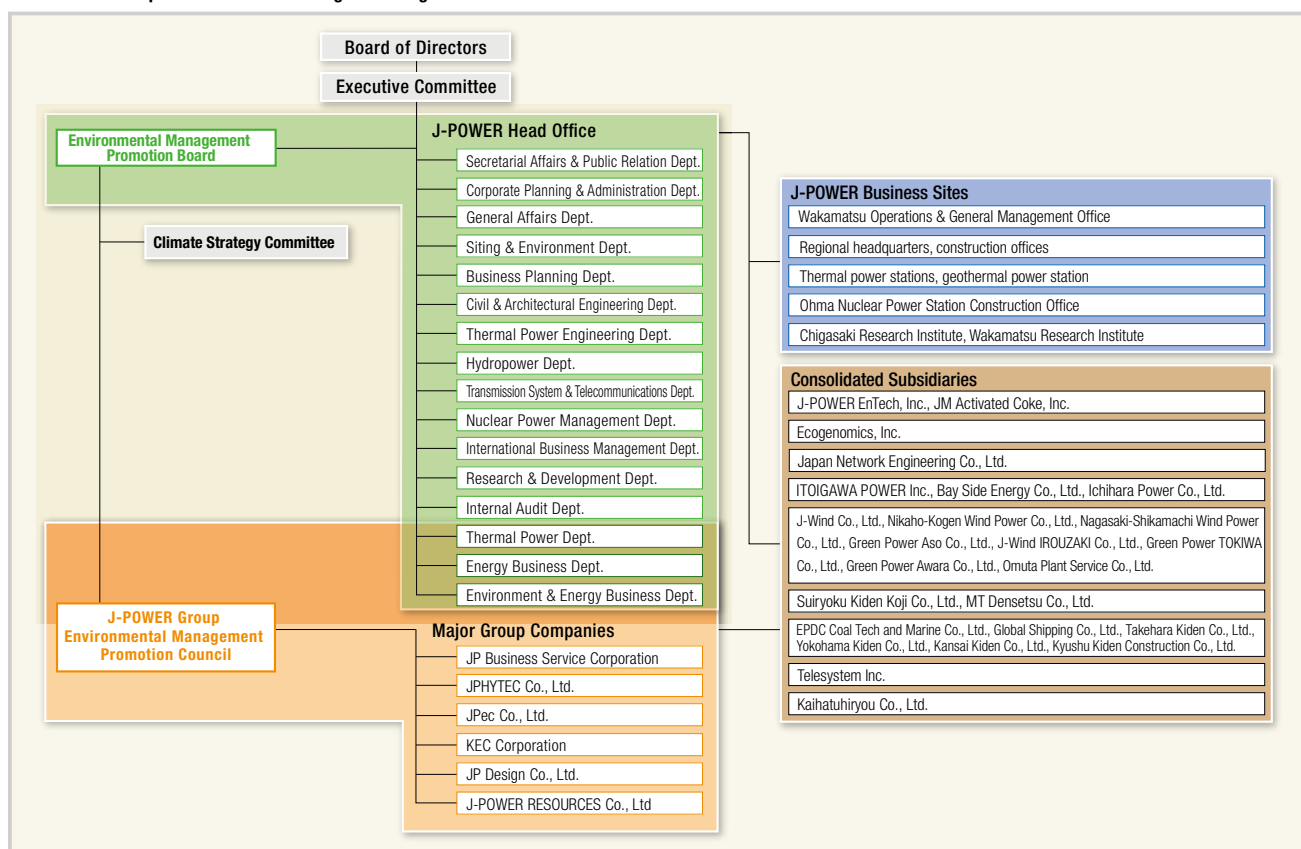 Board of Directors
Executive Committee
Environmental Management
Promotion Board
Climate Strategy Committee
J-POWER Head Office
Secretarial Affairs & Public Relation Dept.
Corporate Planning & Administration Dept.
General Affairs Dept.
Siting & Environment Dept.
Business Planning Dept.
Civil & Architectural Engineering Dept.
Thermal Power Engineering Dept.
Hydropower Dept.
Transmission System & Telecommunications Dept.
Nuclear Power Management Dept.
International Business Management Dept.
Research & Development Dept.
Internal Audit Dept.
Thermal Power Dept.
Energy Business Dept.
Environment & Energy Business Dept.
J-POWER Group
Environmental Management
Promotion Council
Major Group Companies
JP Business Service Corporation
JPHYTEC Co., Ltd.
JPec Co., Ltd.
KEC Corporation
JP Design Co., Ltd.
J-POWER RESOURCES Co., Ltd
J-POWER Business Sites
Wakamatsu Operations & General Management Office
Regional headquarters, construction offices
Thermal power stations, geothermal power station
Ohma Nuclear Power Station Construction Office
Chigasaki Research Institute, Wakamatsu Research Institute
Consolidated Subsidiaries
J-POWER EnTech, Inc., JM Activated Coke, Inc.
Ecogenomics, Inc.
Japan Network Engineering Co., Ltd.
ITOIGAWA POWER Inc., Bay Side Energy Co., Ltd., Ichihara Power Co., Ltd.
J-Wind Co., Ltd., Nikaho-Kogen Wind Power Co., Ltd., Nagasaki-Shikamachi Wind Power
Co., Ltd., Green Power Aso Co., Ltd., J-Wind IROUZAKI Co., Ltd., Green Power TOKIWA
Co., Ltd., Green Power Awara Co., Ltd., Omuta Plant Service Co., Ltd.
Suiryoku Kiden Koji Co., Ltd., MT Densetsu Co., Ltd.
EPDC Coal Tech and Marine Co., Ltd., Global Shipping Co., Ltd., Takehara Kiden Co., Ltd.,
Yokohama Kiden Co., Ltd., Kansai Kiden Co., Ltd., Kyushu Kiden Construction Co., Ltd.
Telesystem Inc.
Kaihatuhiryou Co., Ltd.